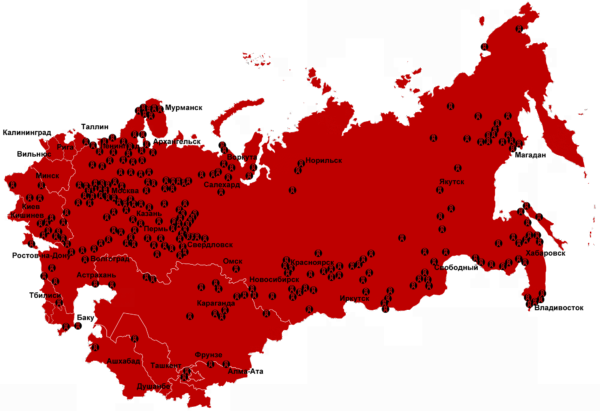 Мурманск
Таллин
Калининград
Рига
Ленинград
Архангельск
Вильнюс
Воркута
Норильск
Магадан
Минск
Салехард
Якутск
Москва
Киев
Казань
Кишинев
Пермь
Свердловск
Ростов-на-Дону
Волгоград
Омск
Красноярск
Свободный
Хабаровск
Астрахань
Новосибирск
Тбилиси
Караганда
Иркутск
Владивосток
Баку
Ашхабад
Фрунзе
Ташкент
Алма-Ата
Душанбе